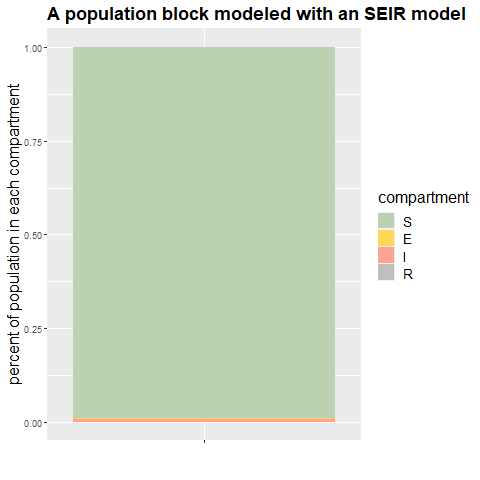 A population block modeled with an SEIR model
percent of population in each compartment
1.00
0.75
0.50
0.25
0.00
compartment
S
E
I
R